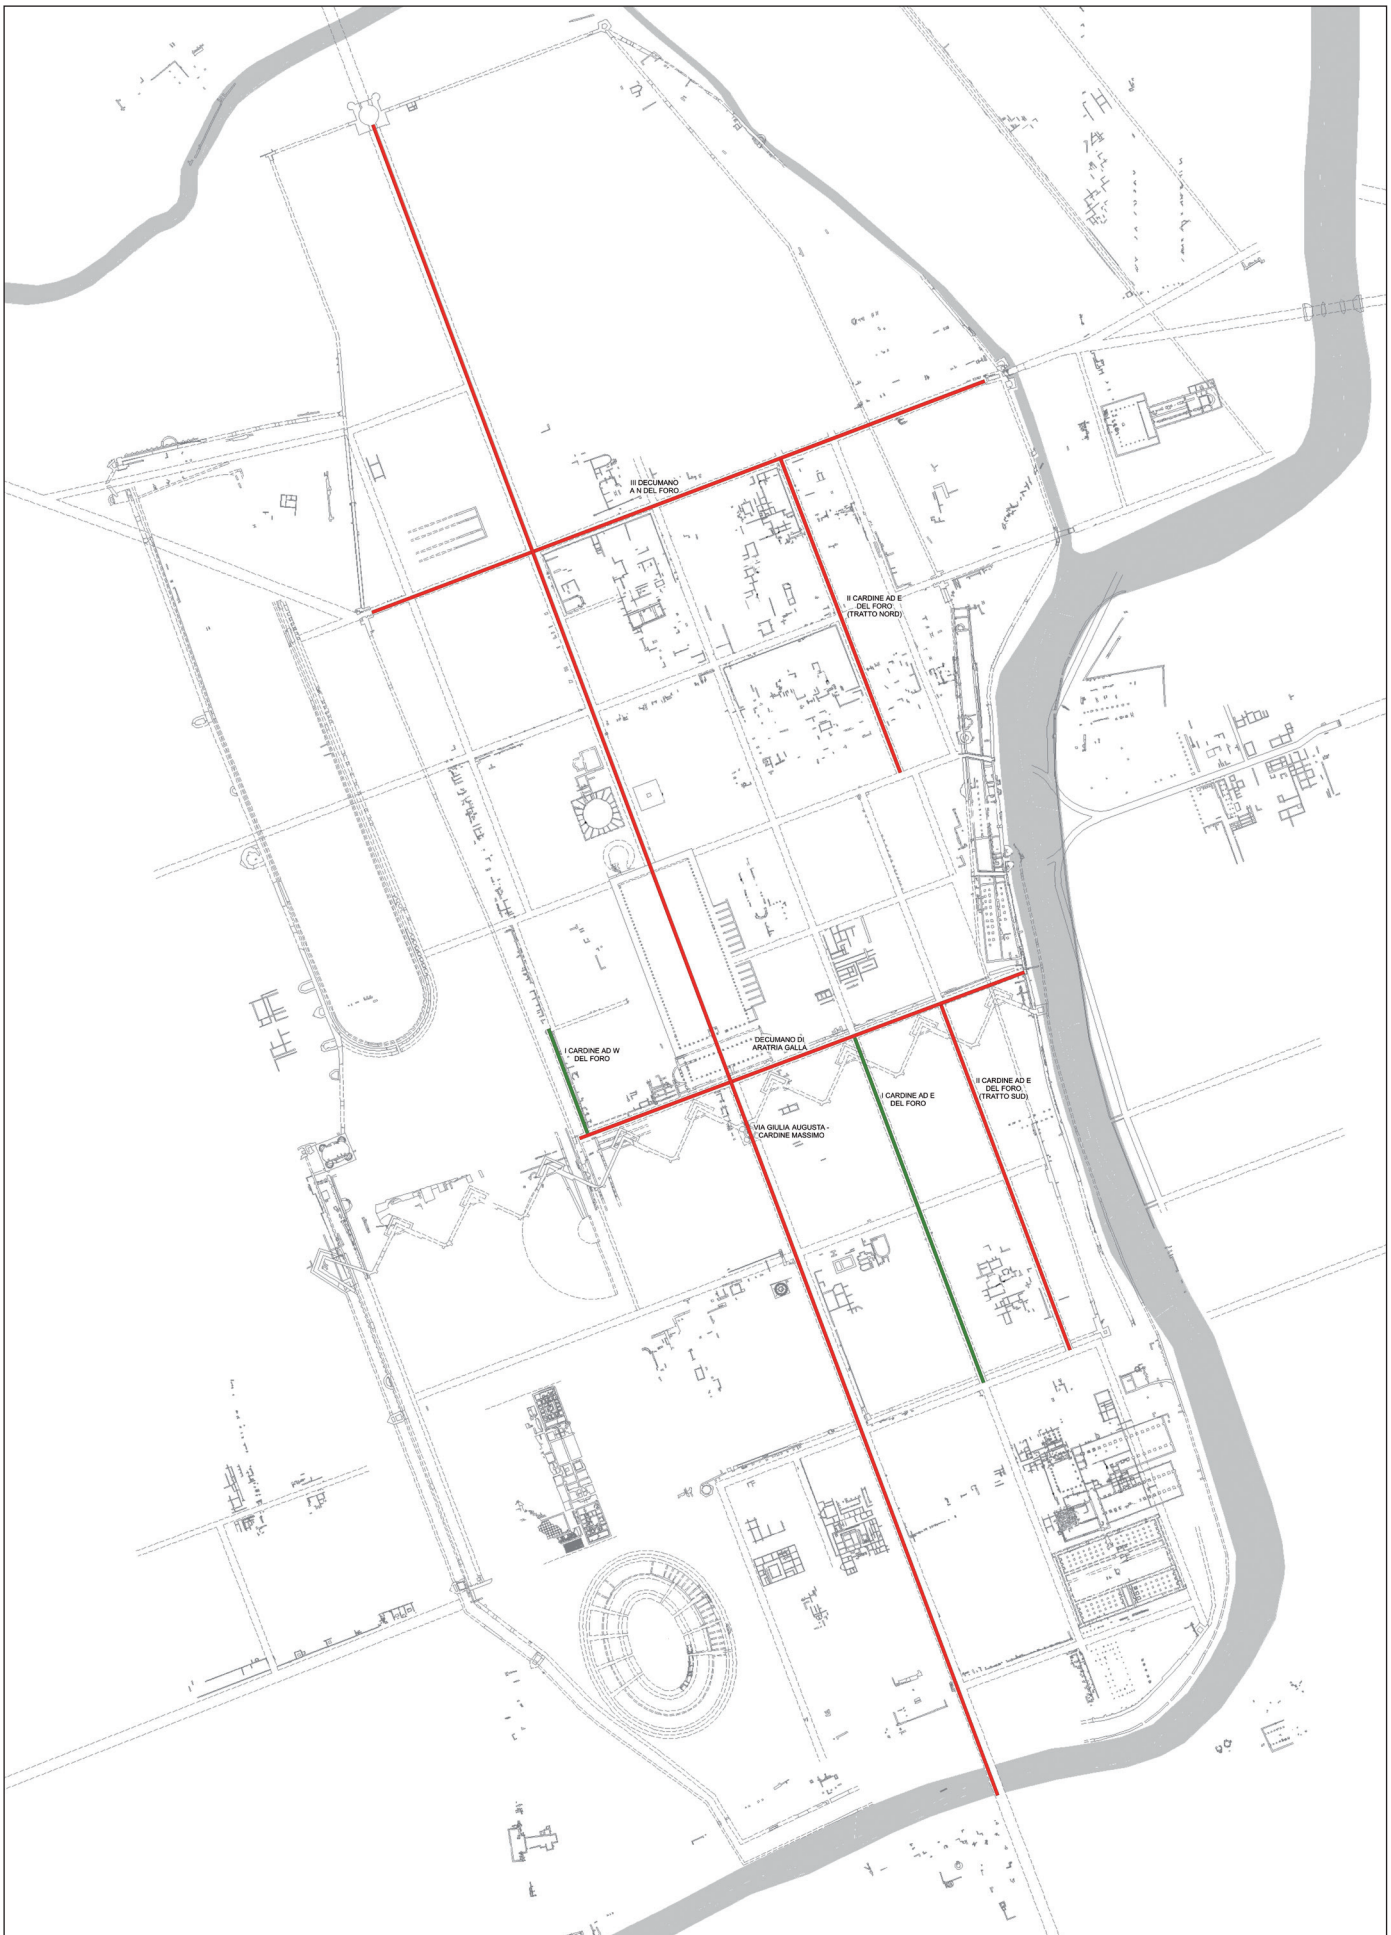 III DECUMANO
A N DEL FORO
II CARDINE AD E
DEL FORO
(TRATTO NORD)
I CARDINE AD W
DEL FORO
DECUMANO DI
ARATRIA GALLA
I CARDINE AD E
DEL FORO
II CARDINE AD E
DEL FORO
(TRATTO SUD)
VIA GIULIA AUGUSTA -
CARDINE MASSIMO